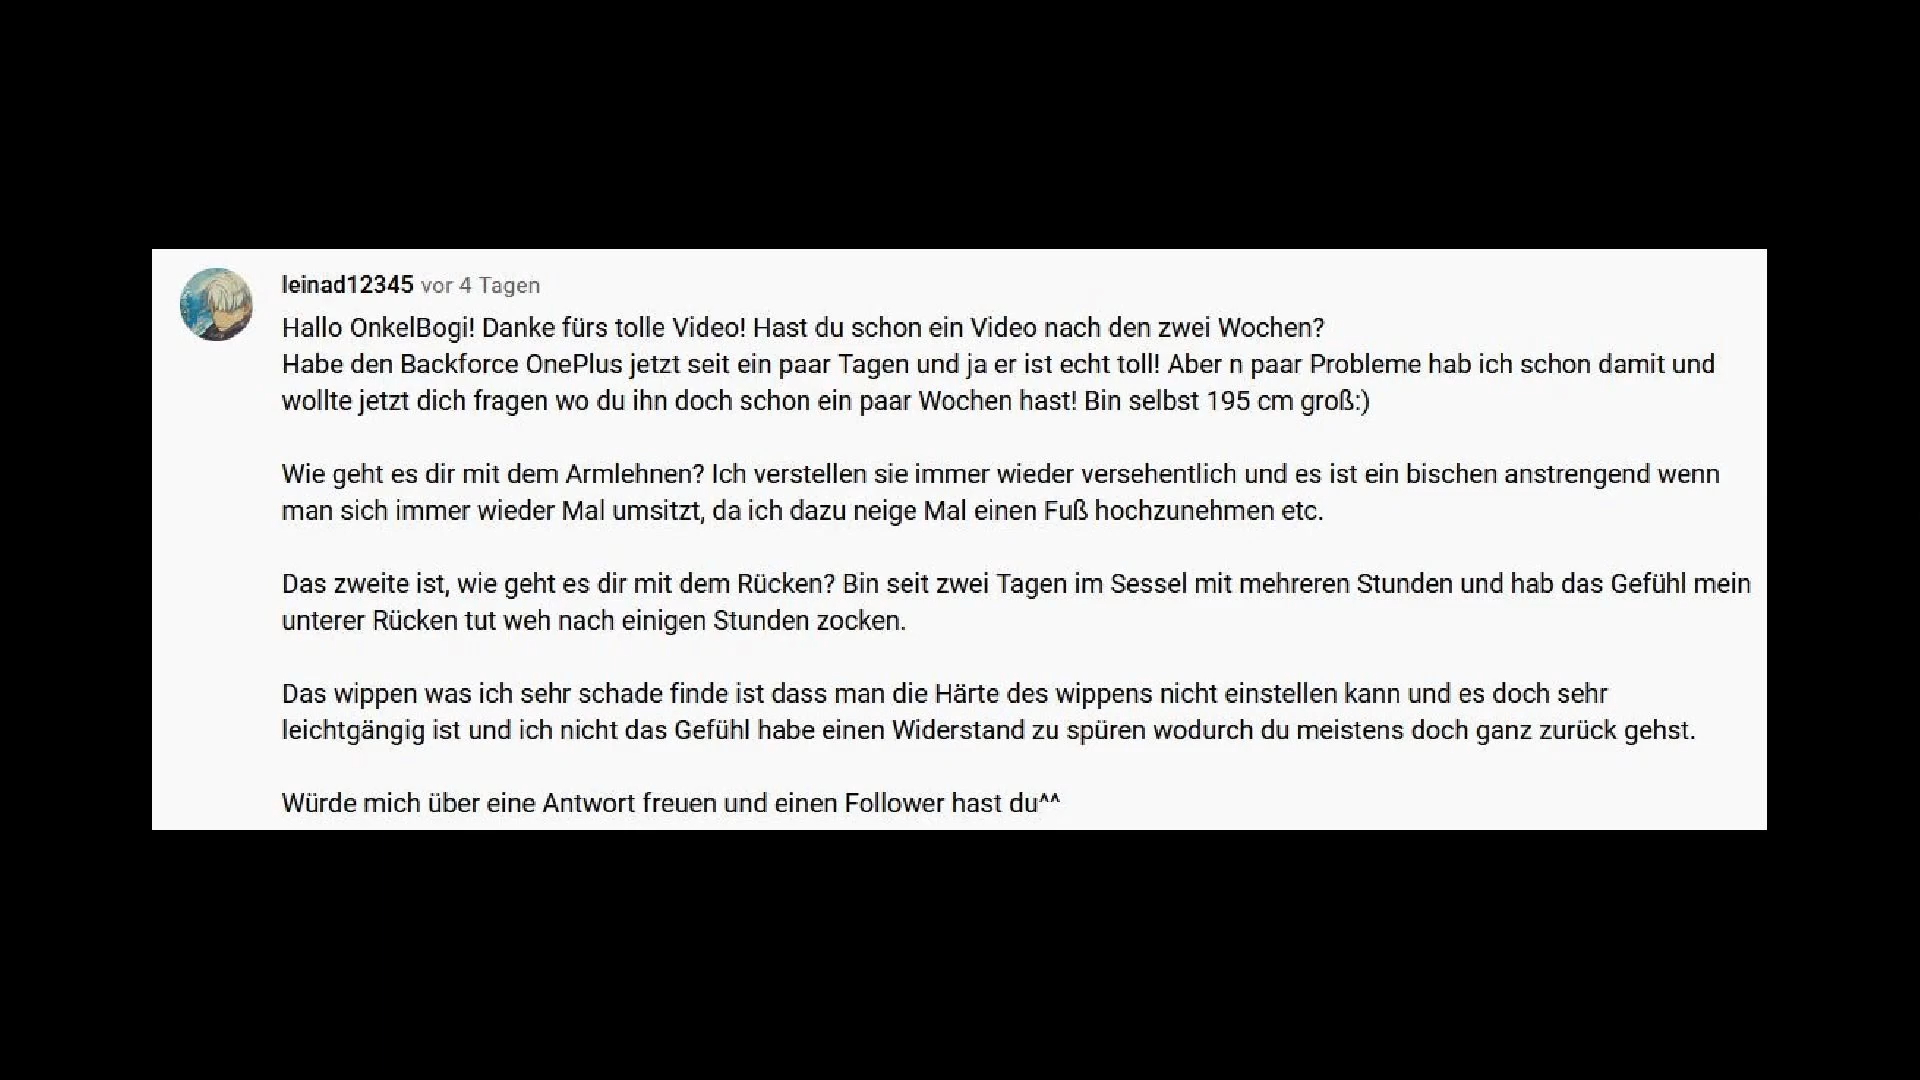 leinad12345 vor 4 Tagen
Hallo OnkelBogi! Danke fürs tolle Video! Hast du schon ein Video nach den zwei Wochen?
Habe den Backforce OnePlus jetzt seit ein paar Tagen und ja er ist echt toll! Aber n paar Probleme hab ich schon damit und
wollte jetzt dich fragen wo du ihn doch schon ein paar Wochen hast! Bin selbst 195 cm groß:)
Wie geht es dir mit dem Armlehnen? Ich verstellen sie immer wieder versehentlich und es ist ein bischen anstrengend wenn
man sich immer wieder Mal umsitzt, da ich dazu neige Mal einen Fuß hochzunehmen etc.
Das zweite ist, wie geht es dir mit dem Rücken? Bin seit zwei Tagen im Sessel mit mehreren Stunden und hab das Gefühl mein
unterer Rücken tut weh nach einigen Stunden zocken.
Das wippen was ich sehr schade finde ist dass man die Härte des wippens nicht einstellen kann und es doch sehr
leichtgängig ist und ich nicht das Gefühl habe einen Widerstand zu spüren wodurch du meistens doch ganz zurück gehst.
Würde mich über eine Antwort freuen und einen Follower hast du^^